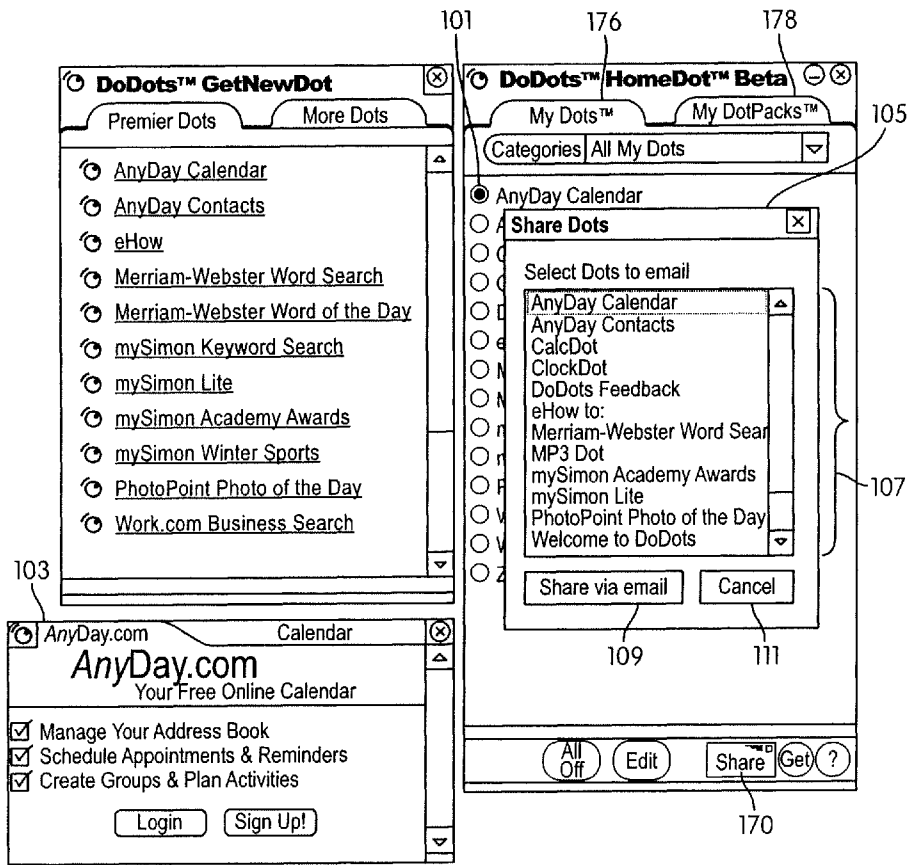 101
176
178
DoDots™ GetNewDot
Premier Dots
More Dots
AnyDay Calendar
AnyDay Contacts
eHow
Merriam-Webster Word Search
Merriam-Webster Word of the Day
mySimon Keyword Search
mySimon Lite
mySimon Academy Awards
mySimon Winter Sports
PhotoPoint Photo of the Day
Work.com Business Search
DoDots™ HomeDot™ Beta
My Dots™
My DotPacks™
105
Categories All My Dots
AnyDay Calendar
Share Dots
Select Dots to email
AnyDay Calendar
AnyDay Contacts
CalcDot
ClockDot
DoDots Feedback
eHow to:
Merriam-Webster Word Sear
MP3 Dot
mySimon Academy Awards
mySimon Lite
PhotoPoint Photo of the Day
Welcome to DoDots
107
Share via email
Cancel
109
111
All Off
Edit
Share
Get
?
170
103
AnyDay.com
Calendar
AnyDay.com
Your Free Online Calendar
Manage Your Address Book
Schedule Appointments & Reminders
Create Groups & Plan Activities
Login
Sign Up!